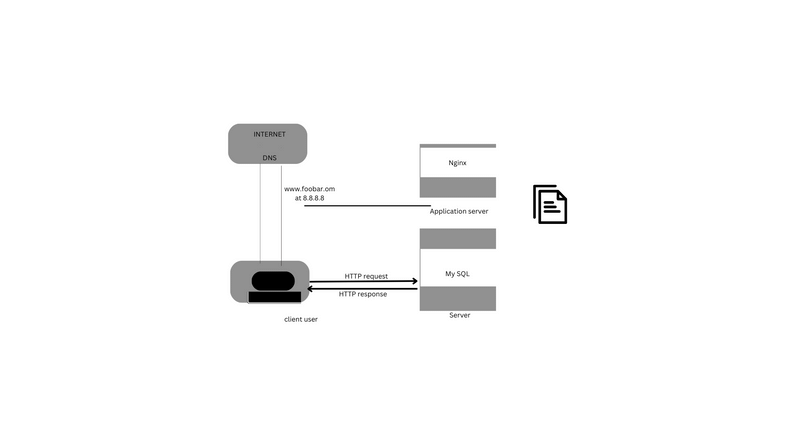 INTERNET
DNS
www.foobar.om
at 8.8.8.8
Nginx
Application server
HTTP request
HTTP response
My SQL
Server
client user